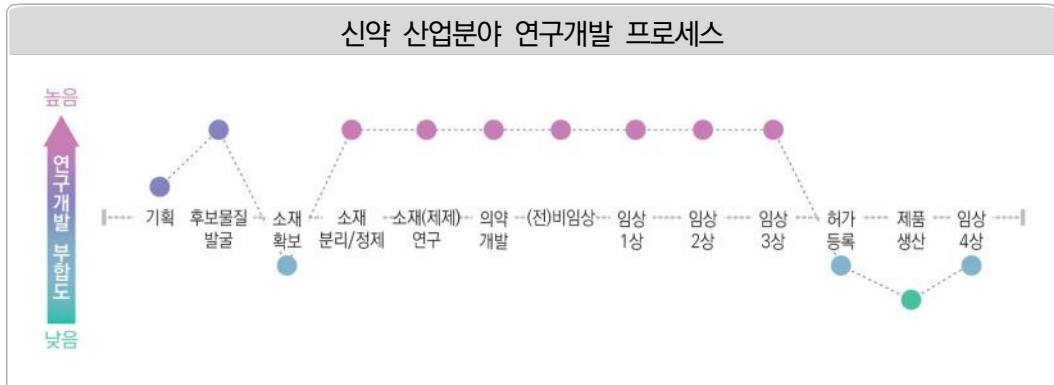 신약 산업분야 연구개발 프로세스
높음
연구개발 부합도
낮음
기획
후보물질
발굴
소재
확보
소재
분리/정제
소재(제제)
연구
의약
개발
(전)비임상
임상
1상
임상
2상
임상
3상
허가
등록
제품
생산
임상
4상